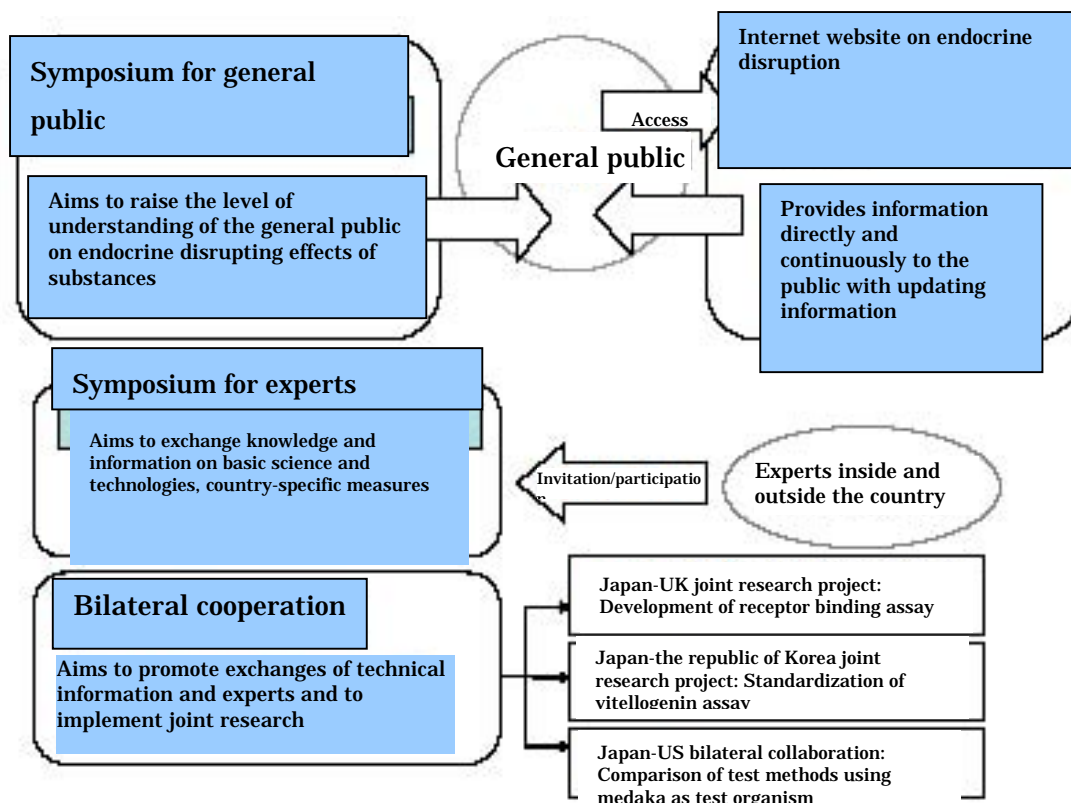 Symposium for general
public
Aims to raise the level of
understanding of the general public
on endocrine disrupting effects of
substances
General public
Access
Internet website on endocrine
disruption
Provides information
directly and
continuously to the
public with updating
information
Symposium for experts
Aims to exchange knowledge and
information on basic science and
technologies, country-specific measures
Invitation/participatio
n
Experts inside and
outside the country
Bilateral cooperation
Aims to promote exchanges of technical
information and experts and to
implement joint research
Japan-UK joint research project:
Development of receptor binding assay
Japan-the republic of Korea joint
research project: Standardization of
vitellogenin assay
Japan-US bilateral collaboration:
Comparison of test methods using
medaka as test organism